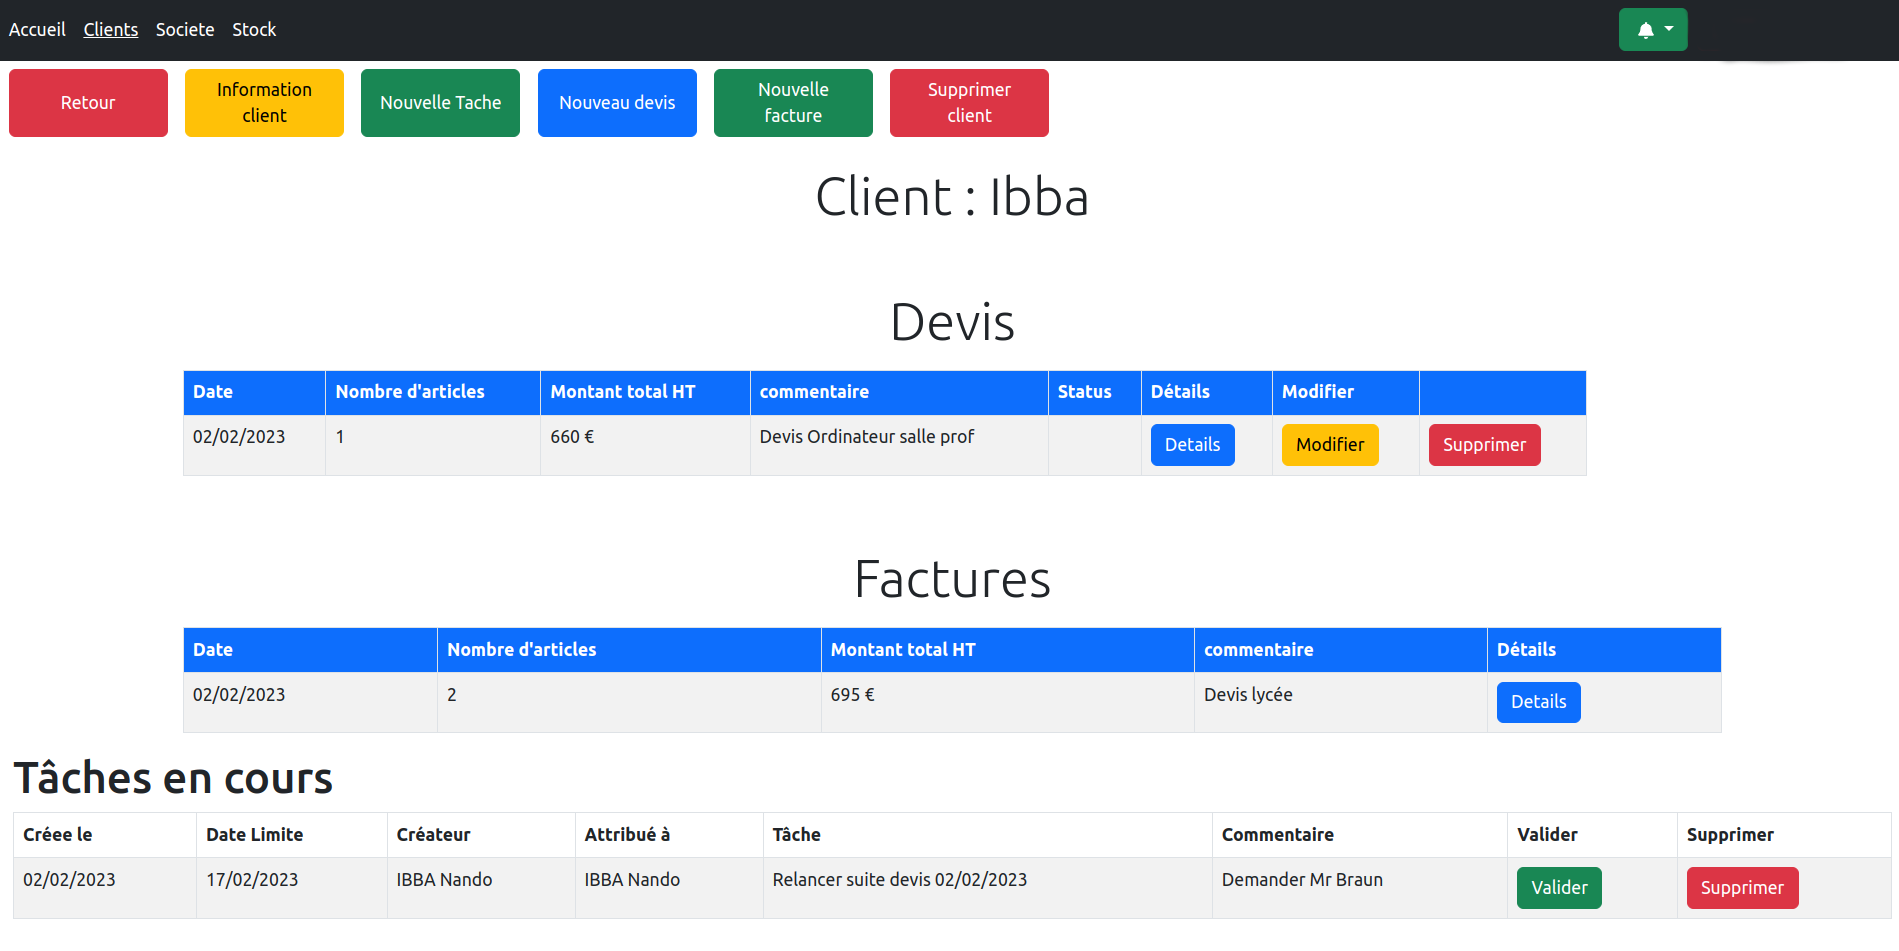 Accueil Clients Societe Stock
Retour
Information
client
Nouvelle Tache
Nouveau devis
Nouvelle
facture
Supprimer
client
Client : Ibba
Devis
Date Nombre d'articles Montant total HT commentaire Status Détails Modifier
02/02/2023 1 660 € Devis Ordinateur salle prof Details Modifier Supprimer
Factures
Date Nombre d'articles Montant total HT commentaire Détails
02/02/2023 2 695 € Devis lycée Details
Tâches en cours
Créee le Date Limite Créateur Attribué à Tâche Commentaire Valider Supprimer
02/02/2023 17/02/2023 IBBA Nando IBBA Nando Relancer suite devis 02/02/2023 Demander Mr Braun Valider Supprimer